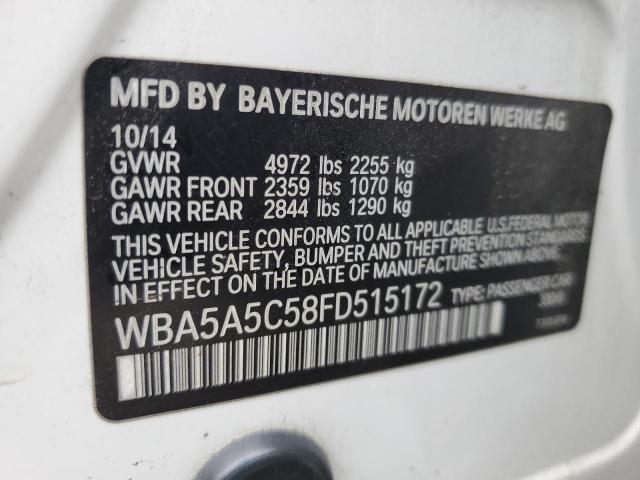 MFD BY BAYERISCHE MOTOREN WERKE AG
10/14
GVWR 4972 lbs 2255 kg
GAWR FRONT 2359 lbs 1070 kg
GAWR REAR 2844 lbs 1290 kg
THIS VEHICLE CONFORMS TO ALL APPLICABLE U.S.FEDERAL MOTOR
VEHICLE SAFETY, BUMPER AND THEFT PREVENTION STANDARDS
IN EFFECT ON THE DATE OF MANUFACTURE SHOWN ABOVE.
WBA5A5C58FD515172 TYPE: PASSENGER CAR